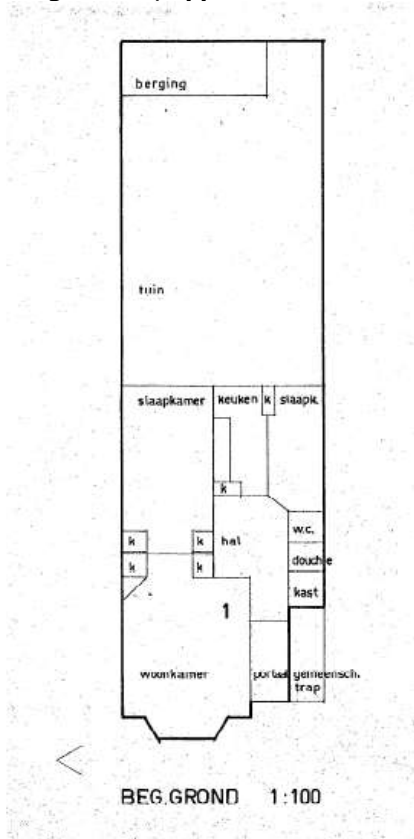 berging
tuin
slaapkamer keuken k slaapk.
k
w.c.
k k hal
douche
k k
kast
1
woonkamer portaal gemeensch.
trap
BEG.GROND 1:100